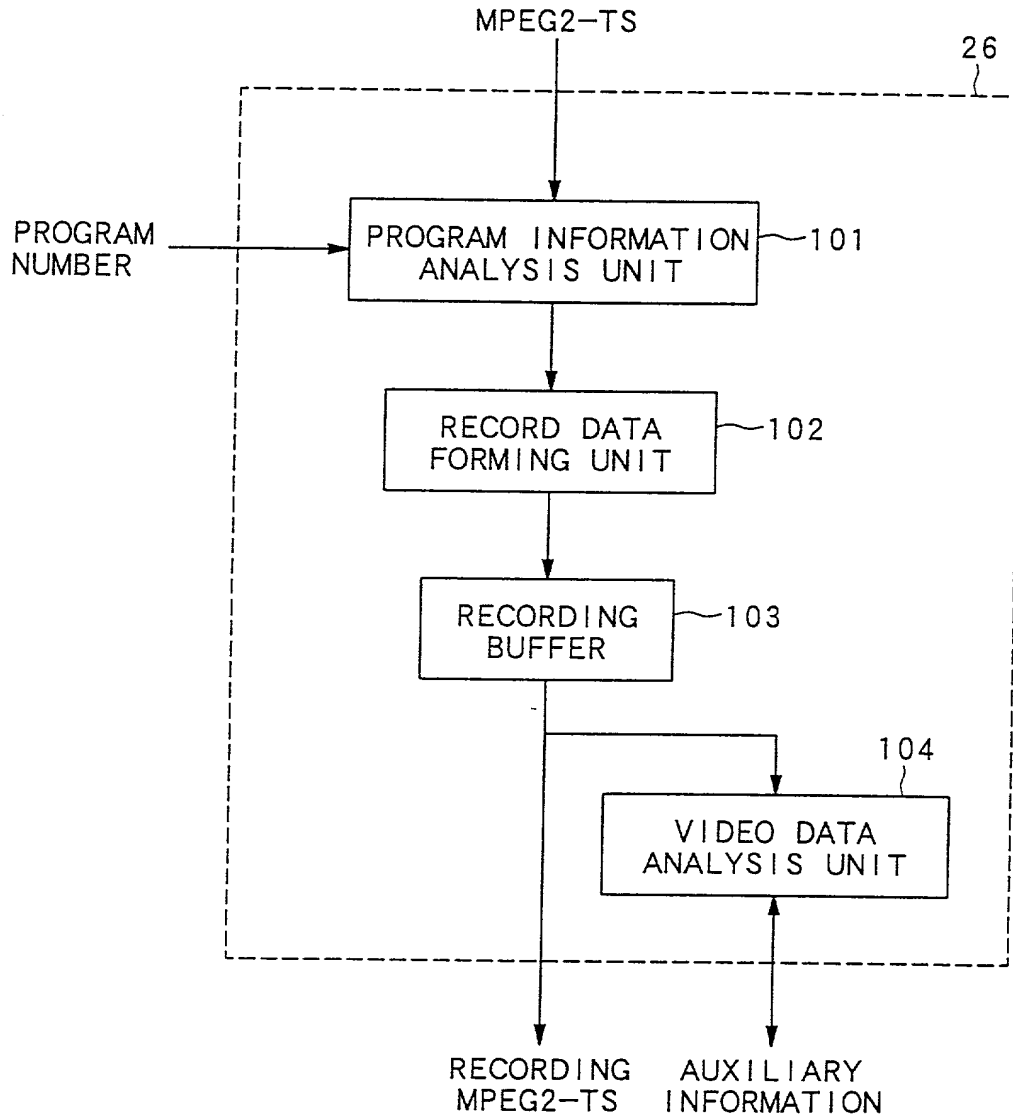 MPEG2-TS
26
PROGRAM
NUMBER
PROGRAM INFORMATION
ANALYSIS UNIT
101
RECORD DATA
FORMING UNIT
102
RECORDING
BUFFER
103
104
VIDEO DATA
ANALYSIS UNIT
RECORDING
MPEG2-TS
AUXILIARY
INFORMATION